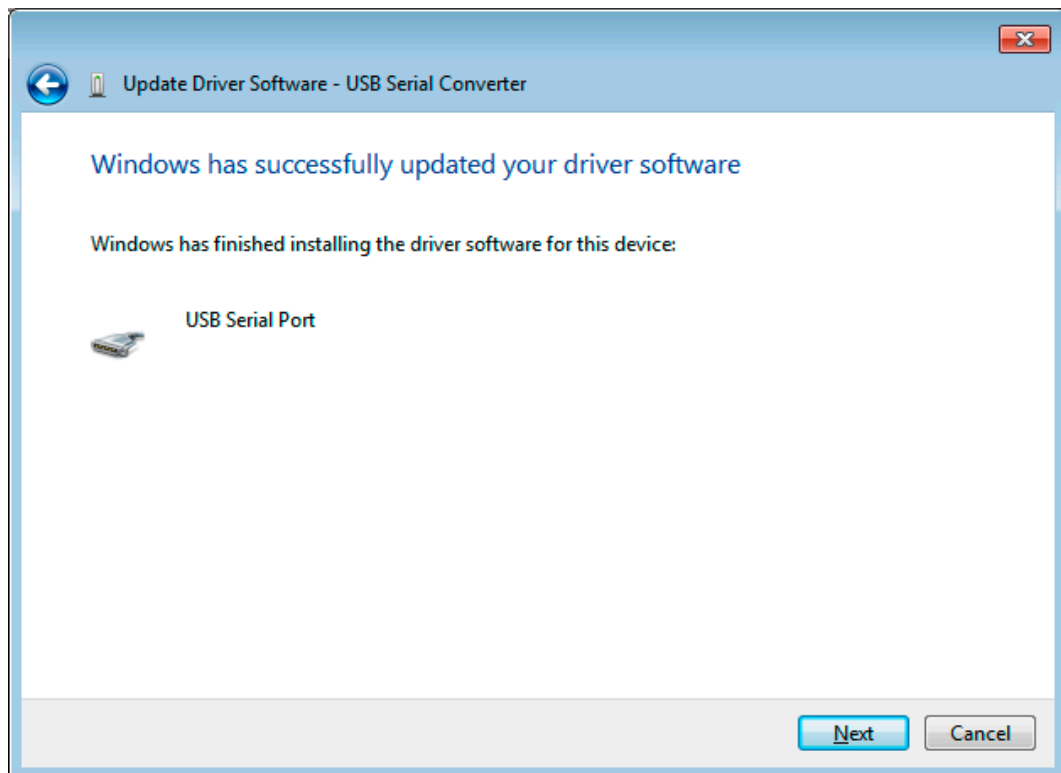 Update Driver Software - USB Serial Converter
Windows has successfully updated your driver software
Windows has finished installing the driver software for this device:
USB Serial Port
Next
Cancel